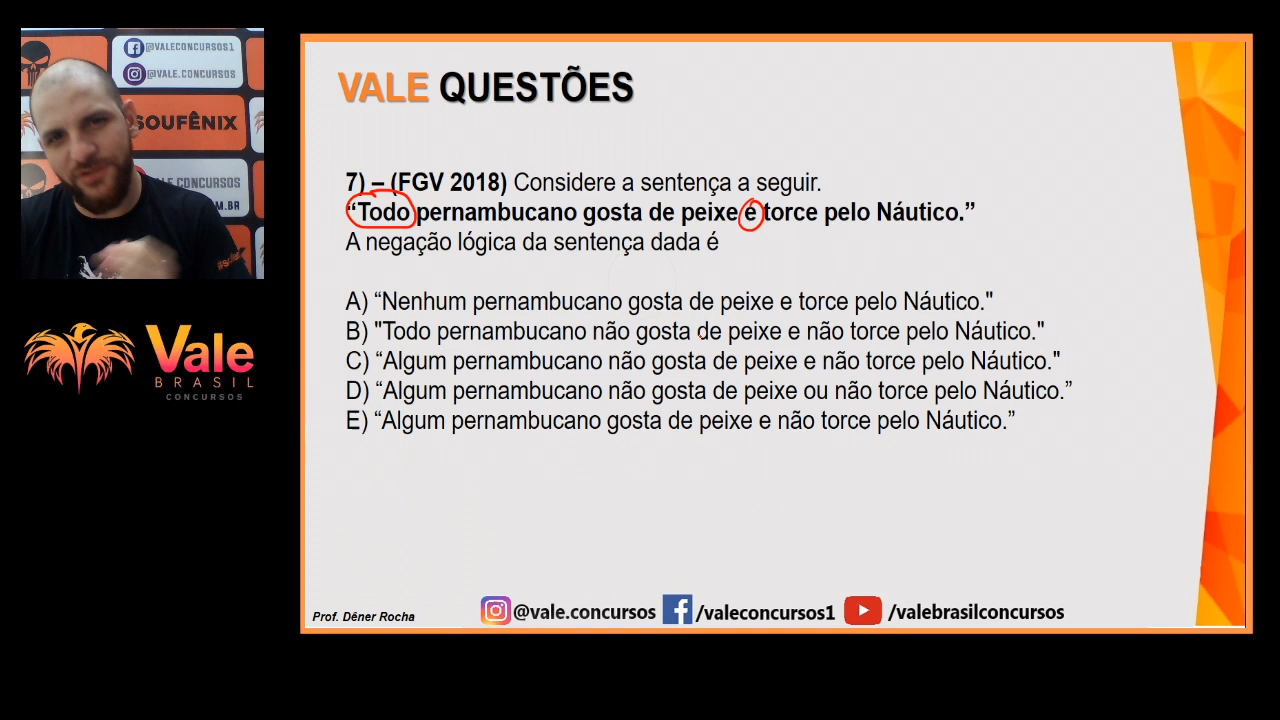 @VALECONCURSOS1
@VALE.CONCURSOS
SOUFÊNIX
CONCURSOS
Vale
BRASIL
CONCURSOS
VALE QUESTÕES
7) – (FGV 2018) Considere a sentença a seguir.
“Todo pernambucano gosta de peixe e torce pelo Náutico.”
A negação lógica da sentença dada é
A) “Nenhum pernambucano gosta de peixe e torce pelo Náutico."
B) "Todo pernambucano não gosta de peixe e não torce pelo Náutico."
C) “Algum pernambucano não gosta de peixe e não torce pelo Náutico."
D) “Algum pernambucano não gosta de peixe ou não torce pelo Náutico.”
E) “Algum pernambucano gosta de peixe e não torce pelo Náutico.”
Prof. Dêner Rocha
@vale.concursos /valeconcursos1 /valebrasilconcursos